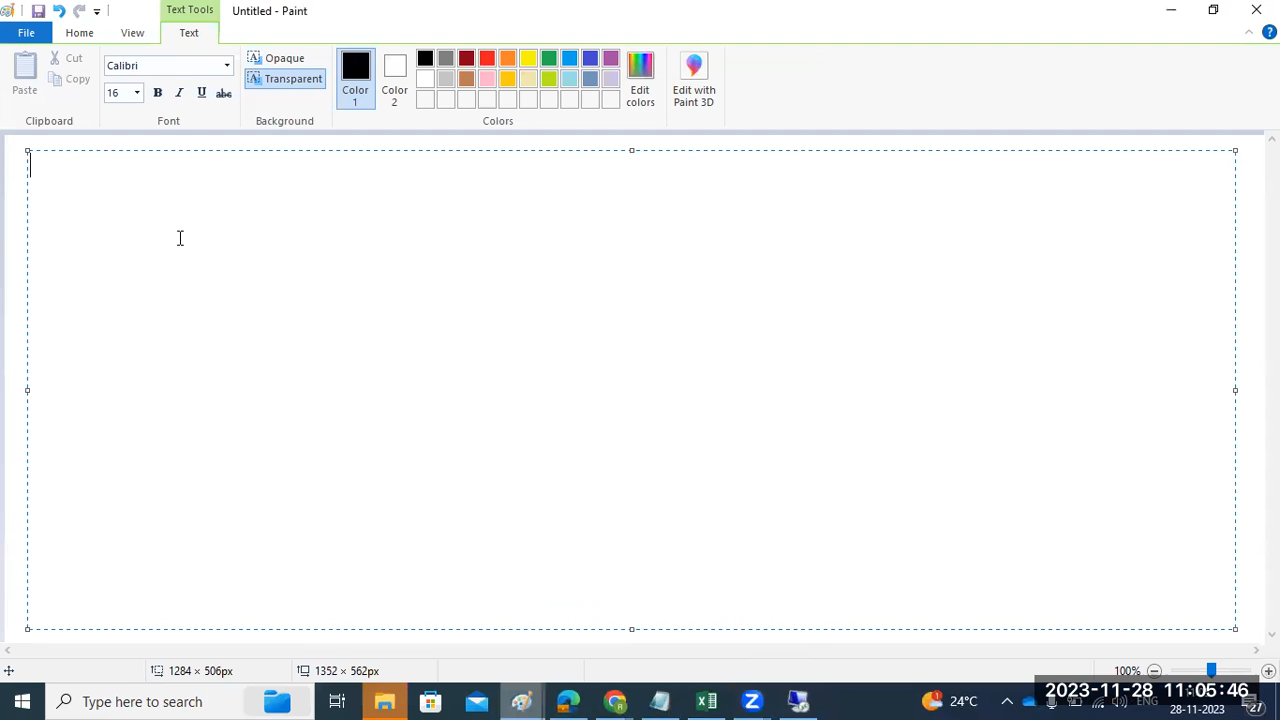 Text Tools
Untitled - Paint
File
Home
View
Text
Paste
Cut
Copy
Clipboard
Calibri
16
B
I
U
abc
Font
Opaque
Transparent
Background
Color
1
Color
2
Edit
colors
Colors
Edit with
Paint 3D
1284 × 506px
1352 × 562px
100%
Type here to search
24°C
ENG
2023-11-28 11:05:46
28-11-2023
27